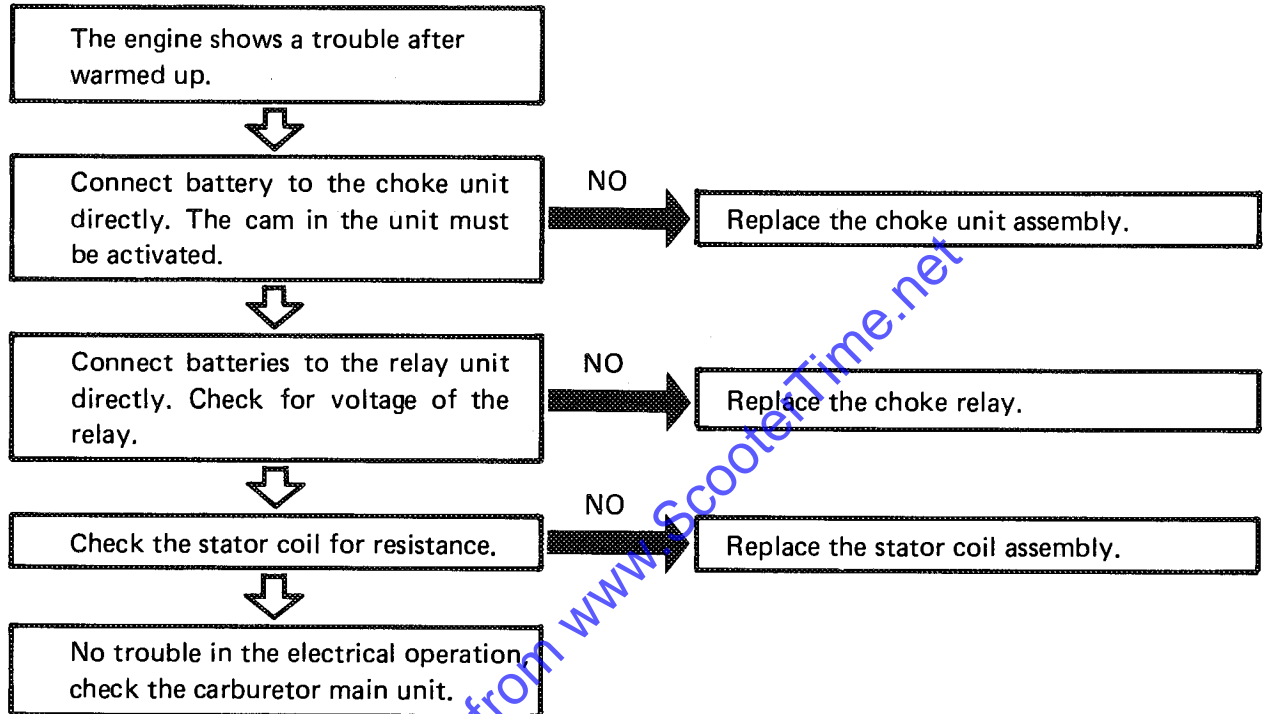 The engine shows a trouble after
warmed up.
Connect battery to the choke unit
directly. The cam in the unit must
be activated.
NO
Replace the choke unit assembly.
Connect batteries to the relay unit
directly. Check for voltage of the
relay.
NO
Replace the choke relay.
Check the stator coil for resistance.
NO
Replace the stator coil assembly.
No trouble in the electrical operation,
check the carburetor main unit.
from www.ScooterTime.net